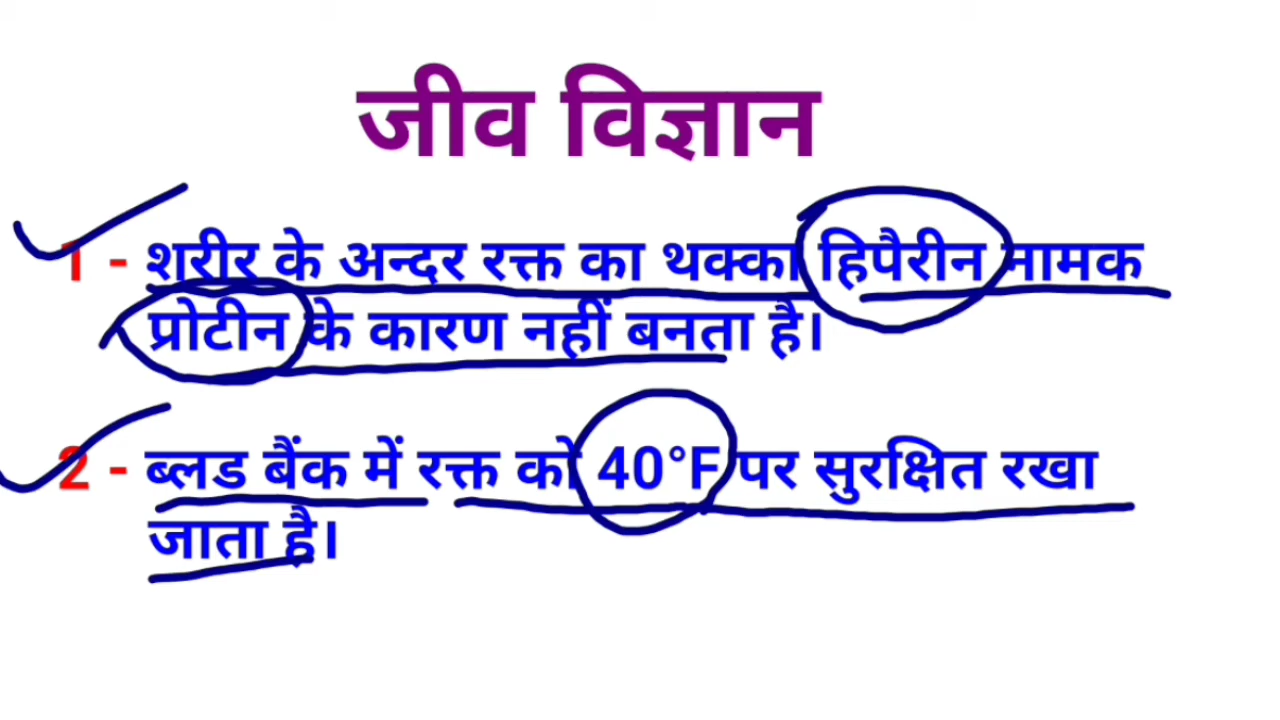 जीव विज्ञान
1 - शरीर के अन्दर रक्त का थक्का हिपैरीन नामक
प्रोटीन के कारण नहीं बनता है।
2 - ब्लड बैंक में रक्त को 40°F पर सुरक्षित रखा
जाता है।